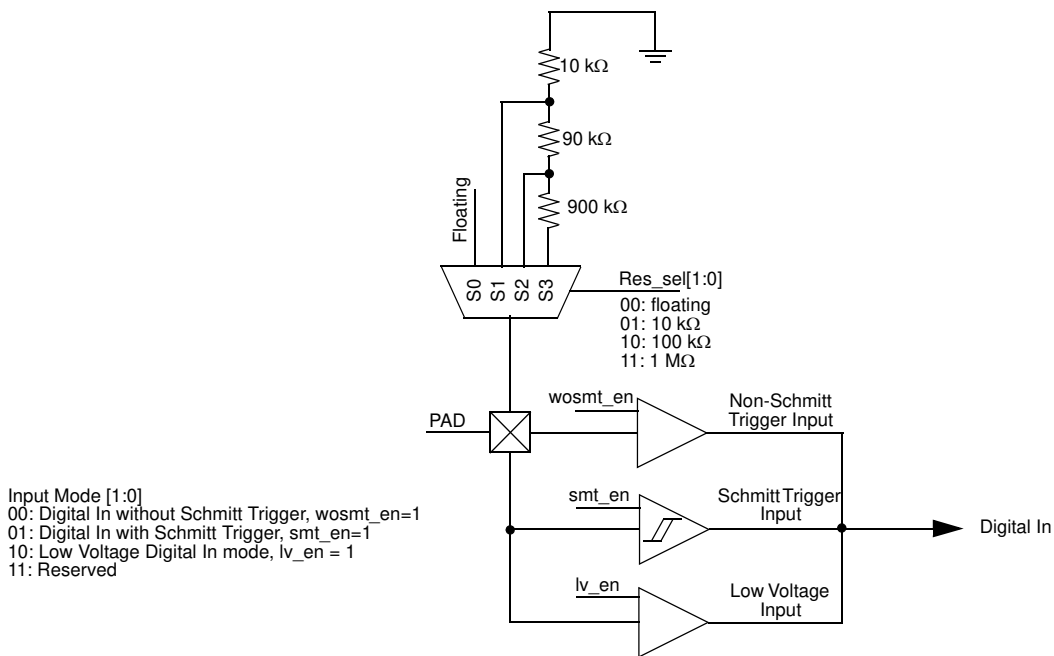 10 kΩ
90 kΩ
900 kΩ
Floating
S0
S1
S2
S3
Res_sel[1:0]
00: floating
01: 10 kΩ
10: 100 kΩ
11: 1 MΩ
PAD
wosmt_en
Non-Schmitt
Trigger Input
Input Mode [1:0]
00: Digital In without Schmitt Trigger, wosmt_en=1
01: Digital In with Schmitt Trigger, smt_en=1
10: Low Voltage Digital In mode, lv_en = 1
11: Reserved
smt_en
Schmitt Trigger
Input
Digital In
lv_en
Low Voltage
Input